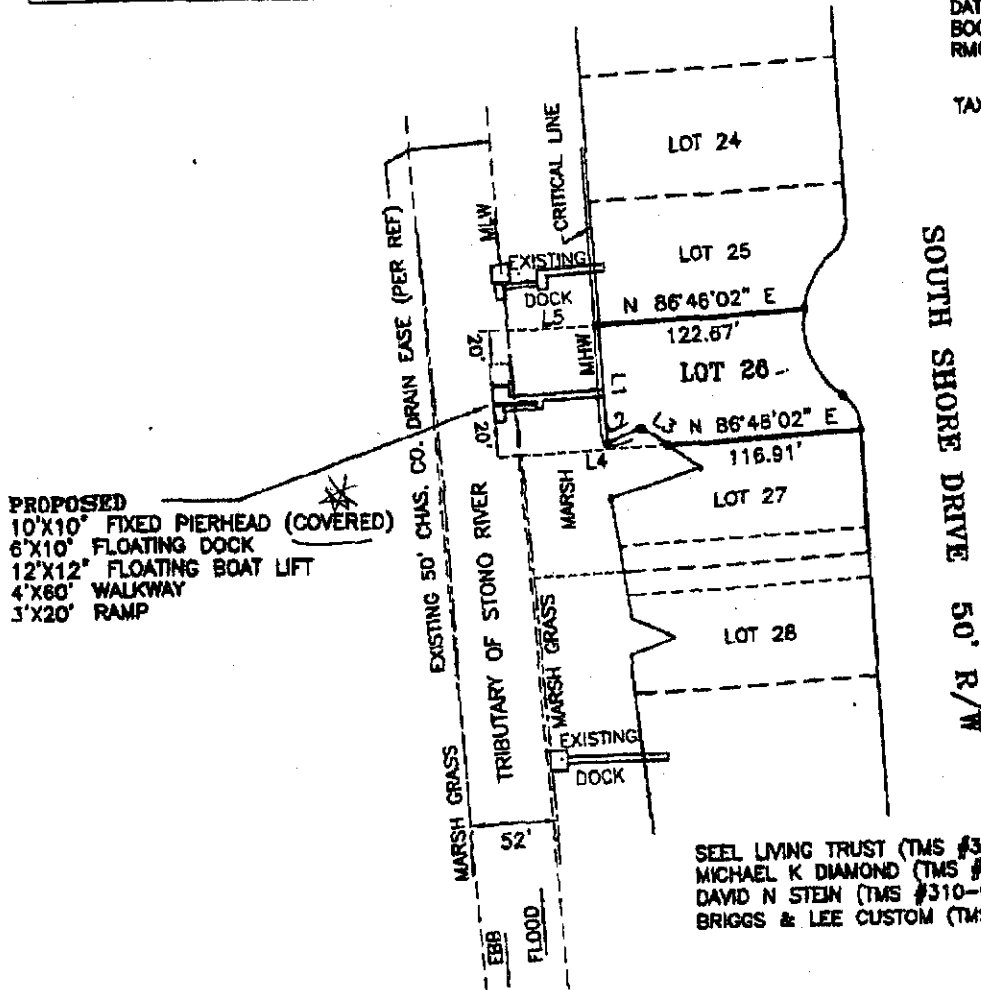 DAT
BOO
RM
TAX
CRITICAL LINE
LOT 24
LOT 25
EXISTING
DOCK
L5
MLW
N 86°48'02" E
122.67'
LOT 26
MHW
L1
L2
L3
N 86°48'02" E
116.91'
L4
20'
20'
LOT 27
MARSH
LOT 28
SOUTH SHORE DRIVE 50' R/W
EXISTING 50' CHAS. CO. DRAIN EASE (PER REF)
TRIBUTARY OF STONO RIVER
MARSH GRASS
MARSH GRASS
PROPOSED
10'X10' FIXED PIERHEAD (COVERED)
6'X10' FLOATING DOCK
12'X12' FLOATING BOAT LIFT
4'X60' WALKWAY
3'X20' RAMP
EXISTING
DOCK
52'
EBB
FLOOD
SEEL LIVING TRUST (TMS #3
MICHAEL K DIAMOND (TMS #
DAVID N STEIN (TMS #310-
BRIGGS & LEE CUSTOM (TMS